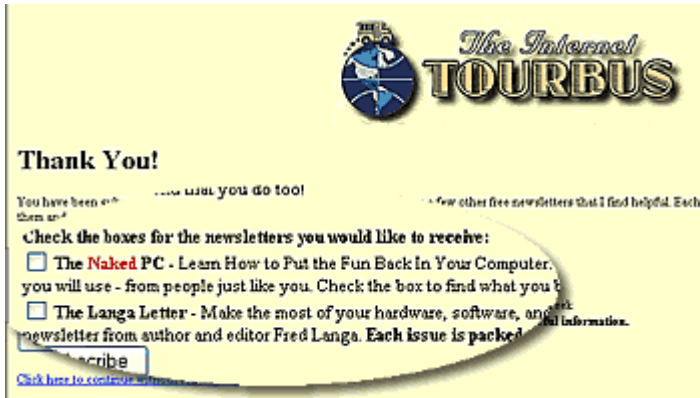 The Internet
TOURBUS
Thank You!
that you do too!
You have been few other free newsletters that I find helpful. Each
them and
Check the boxes for the newsletters you would like to receive:
The Naked PC - Learn How to Put the Fun Back In Your Computer.
you will use - from people just like you. Check the box to find what you
The Langa Letter - Make the most of your hardware, software, and
newsletter from author and editor Fred Langa. Each issue is packed
information.
Click here to continue